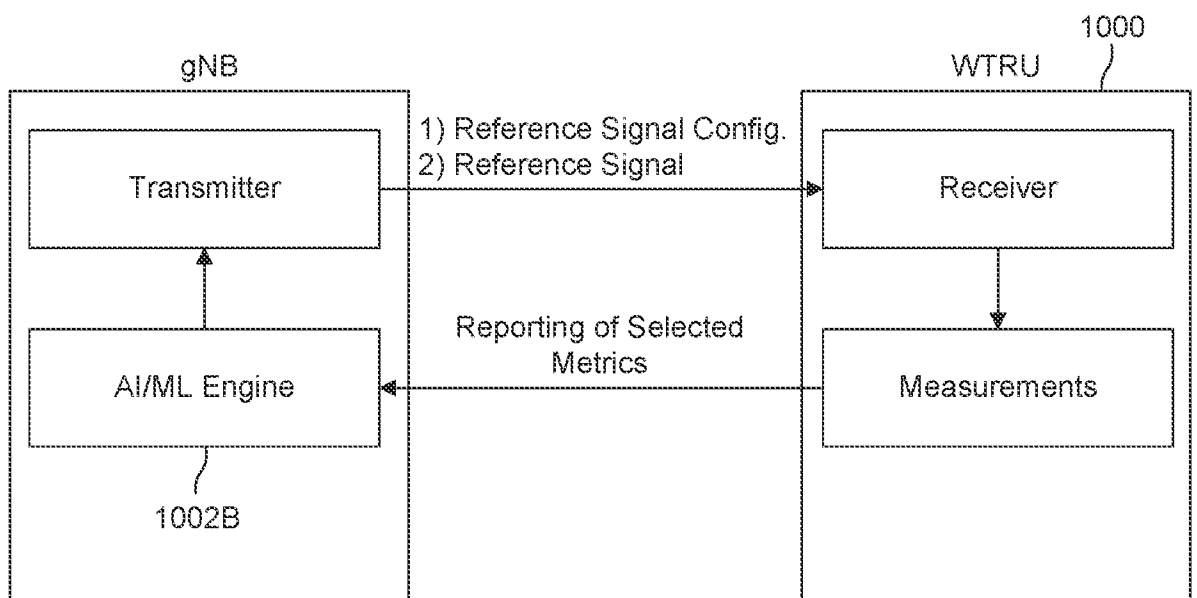 1000
gNB
WTRU
1) Reference Signal Config.
2) Reference Signal
Transmitter
Receiver
Reporting of Selected
Metrics
AI/ML Engine
Measurements
1002B